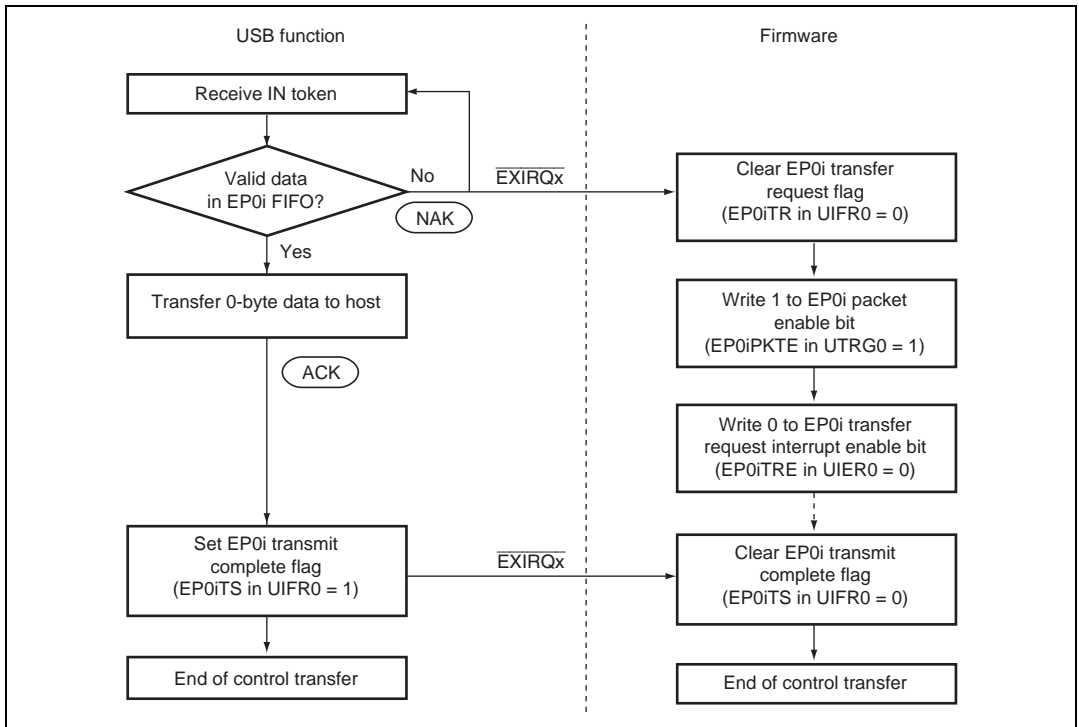 USB function
Firmware
Receive IN token
Valid data
in EP0i FIFO?
No
NAK
EXIRQx
Yes
Transfer 0-byte data to host
ACK
Set EP0i transmit
complete flag
(EP0iTS in UIFR0 = 1)
EXIRQx
End of control transfer
Clear EP0i transfer
request flag
(EP0iTR in UIFR0 = 0)
Write 1 to EP0i packet
enable bit
(EP0iPKTE in UTRG0 = 1)
Write 0 to EP0i transfer
request interrupt enable bit
(EP0iTRE in UIER0 = 0)
Clear EP0i transmit
complete flag
(EP0iTS in UIFR0 = 0)
End of control transfer